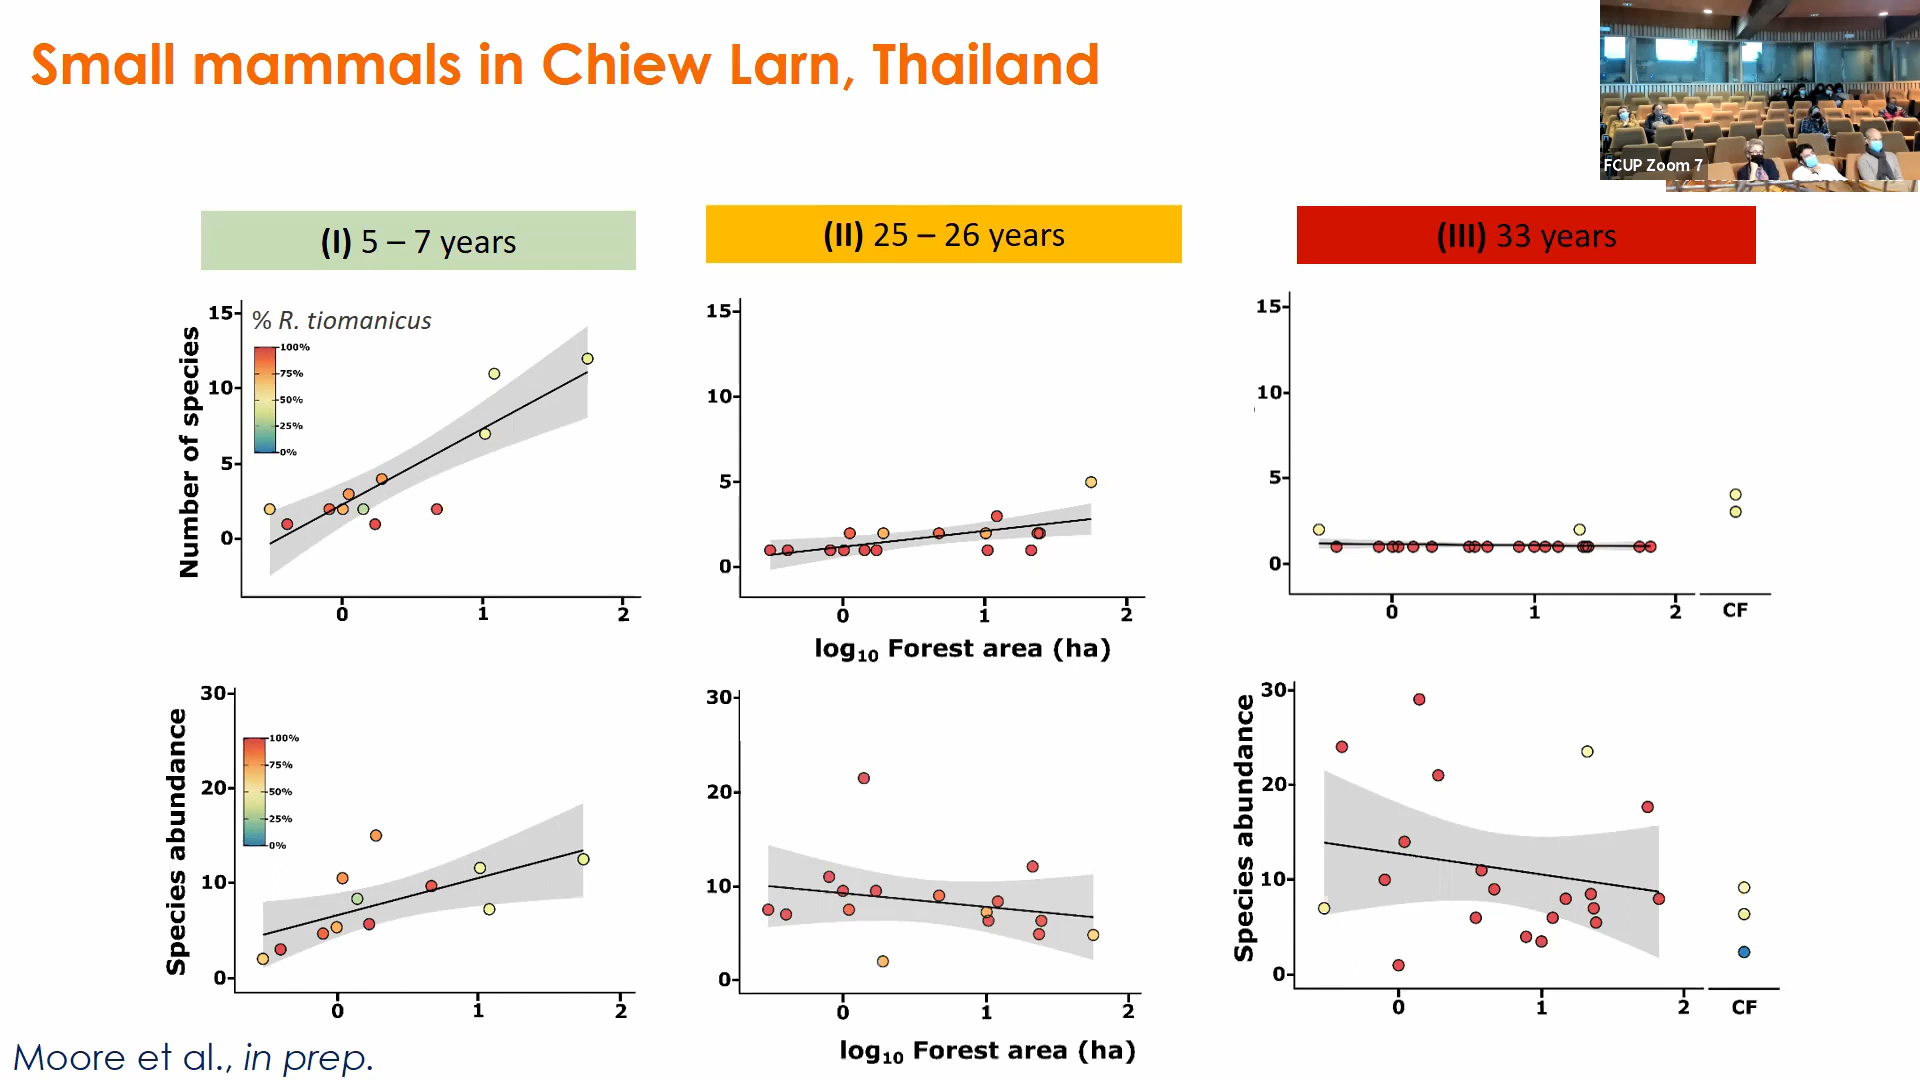 Small mammals in Chiew Larn, Thailand
FCUP Zoom 7
(I) 5 – 7 years
(II) 25 – 26 years
(III) 33 years
Number of species
15
10
5
0
% R. tiomanicus
100%
75%
50%
25%
0%
0 1 2
15
10
5
0
0 1 2
log₁₀ Forest area (ha)
15
10
5
0
0 1 2 CF
Species abundance
30
20
10
0
100%
75%
50%
25%
0%
0 1 2
30
20
10
0
0 1 2
log₁₀ Forest area (ha)
Species abundance
30
20
10
0
0 1 2 CF
Moore et al., in prep.